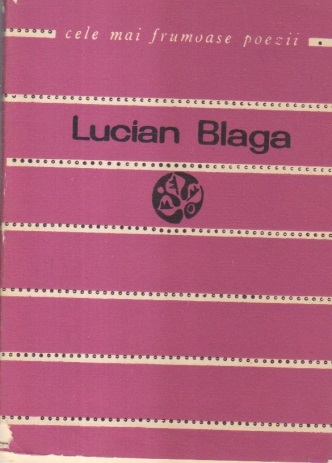 cele mai frumoase poezii
Lucian Blaga